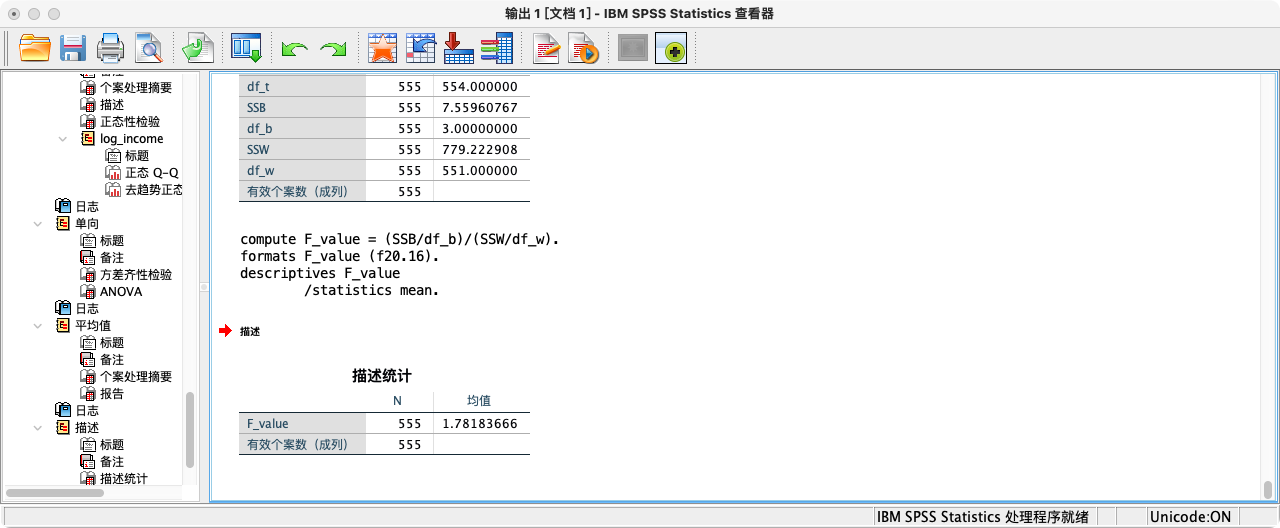 输出 1 [文档 1] - IBM SPSS Statistics 查看器
个案处理摘要
描述
正态性检验
log_income
标题
正态 Q-Q
去趋势正态
日志
单向
标题
备注
方差齐性检验
ANOVA
日志
平均值
标题
备注
个案处理摘要
报告
日志
描述
标题
备注
描述统计
df_t 555 554.000000
SSB 555 7.55960767
df_b 555 3.00000000
SSW 555 779.222908
df_w 555 551.000000
有效个案数（成列） 555
compute F_value = (SSB/df_b)/(SSW/df_w).
formats F_value (f20.16).
descriptives F_value
/statistics mean.
描述
描述统计
N 均值
F_value 555 1.78183666
有效个案数（成列） 555
IBM SPSS Statistics 处理程序就绪 Unicode:ON